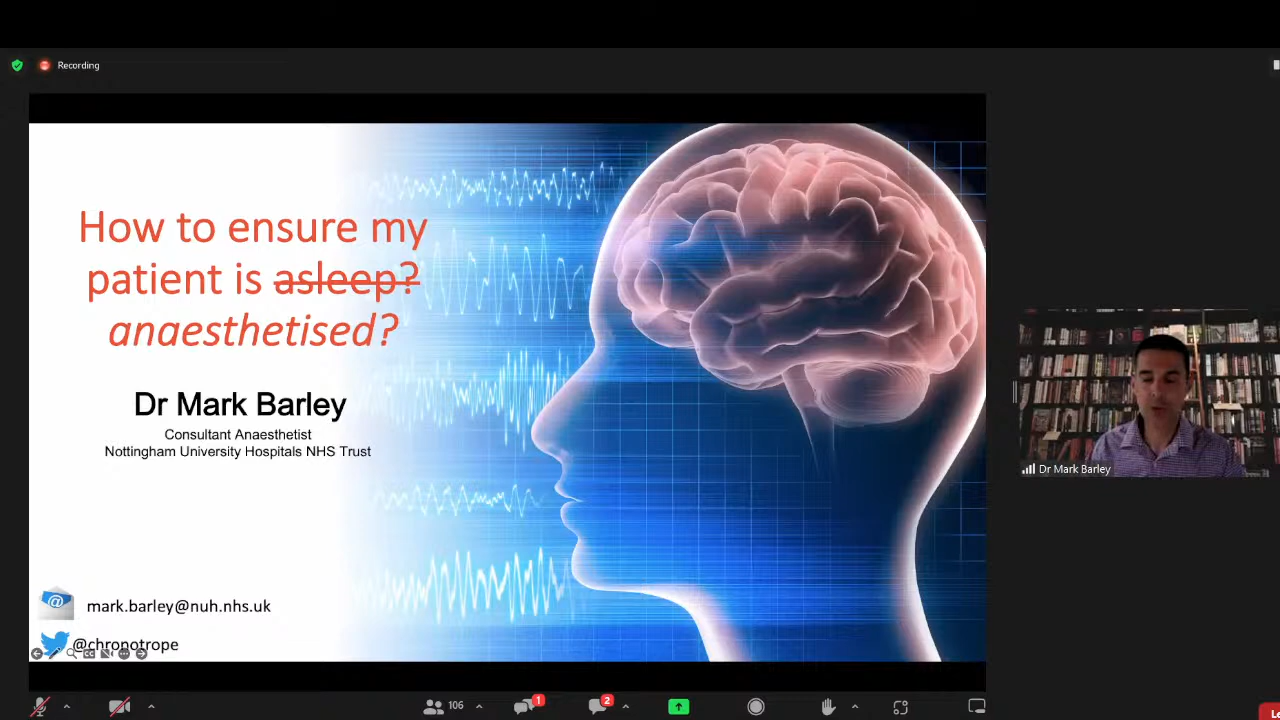 Recording
How to ensure my
patient is asleep?
anaesthetised?
Dr Mark Barley
Consultant Anaesthetist
Nottingham University Hospitals NHS Trust
mark.barley@nuh.nhs.uk
@chronotrope
Dr Mark Barley
106
1
2